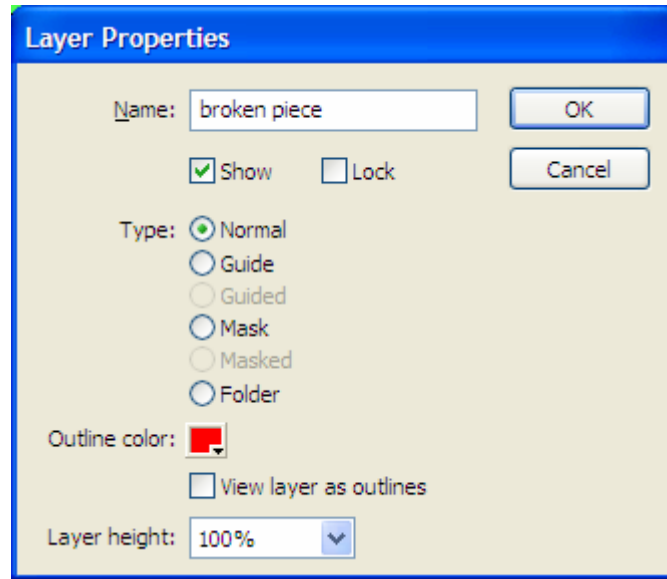 Layer Properties
Name: broken piece OK
Show Lock Cancel
Type: Normal
Guide
Guided
Mask
Masked
Folder
Outline color:
View layer as outlines
Layer height: 100%